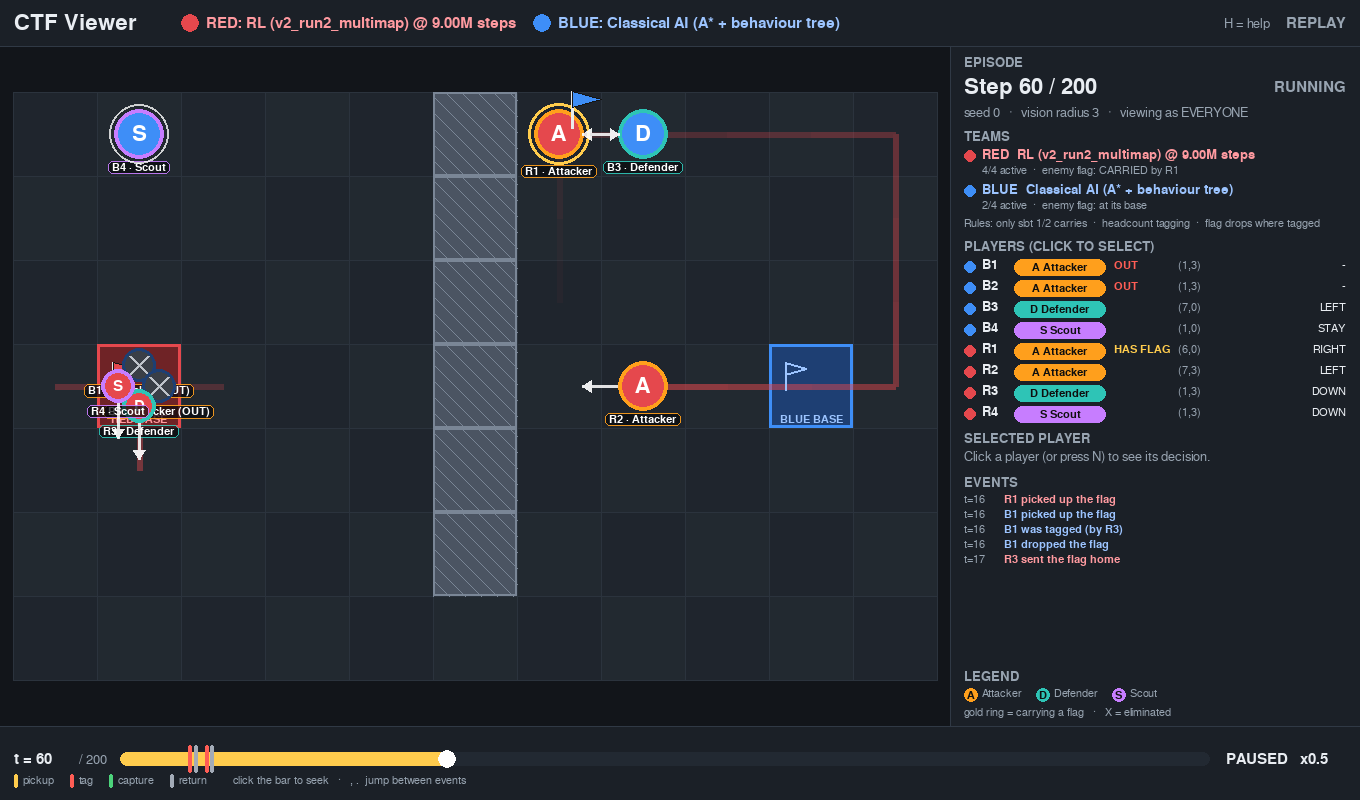 CTF Viewer
RED: RL (v2_run2_multimap) @ 9.00M steps
BLUE: Classical AI (A* + behaviour tree)
H = help
REPLAY
S
B4 · Scout
A
R1 · Attacker
D
B3 · Defender
S
D
R4 · Scout
cker (OUT)
Defender
A
R2 · Attacker
BLUE BASE
EPISODE
Step 60 / 200
RUNNING
seed 0 · vision radius 3 · viewing as EVERYONE
TEAMS
RED RL (v2_run2_multimap) @ 9.00M steps
4/4 active · enemy flag: CARRIED by R1
BLUE Classical AI (A* + behaviour tree)
2/4 active · enemy flag: at its base
Rules: only slot 1/2 carries · headcount tagging · flag drops where tagged
PLAYERS (CLICK TO SELECT)
B1 A Attacker OUT (1,3) -
B2 A Attacker OUT (1,3) -
B3 D Defender (7,0) LEFT
B4 S Scout (1,0) STAY
R1 A Attacker HAS FLAG (6,0) RIGHT
R2 A Attacker (7,3) LEFT
R3 D Defender (1,3) DOWN
R4 S Scout (1,3) DOWN
SELECTED PLAYER
Click a player (or press N) to see its decision.
EVENTS
t=16 R1 picked up the flag
t=16 B1 picked up the flag
t=16 B1 was tagged (by R3)
t=16 B1 dropped the flag
t=17 R3 sent the flag home
LEGEND
A Attacker D Defender S Scout
gold ring = carrying a flag · X = eliminated
t = 60 / 200
PAUSED x0.5
pickup tag capture return click the bar to seek · , . jump between events